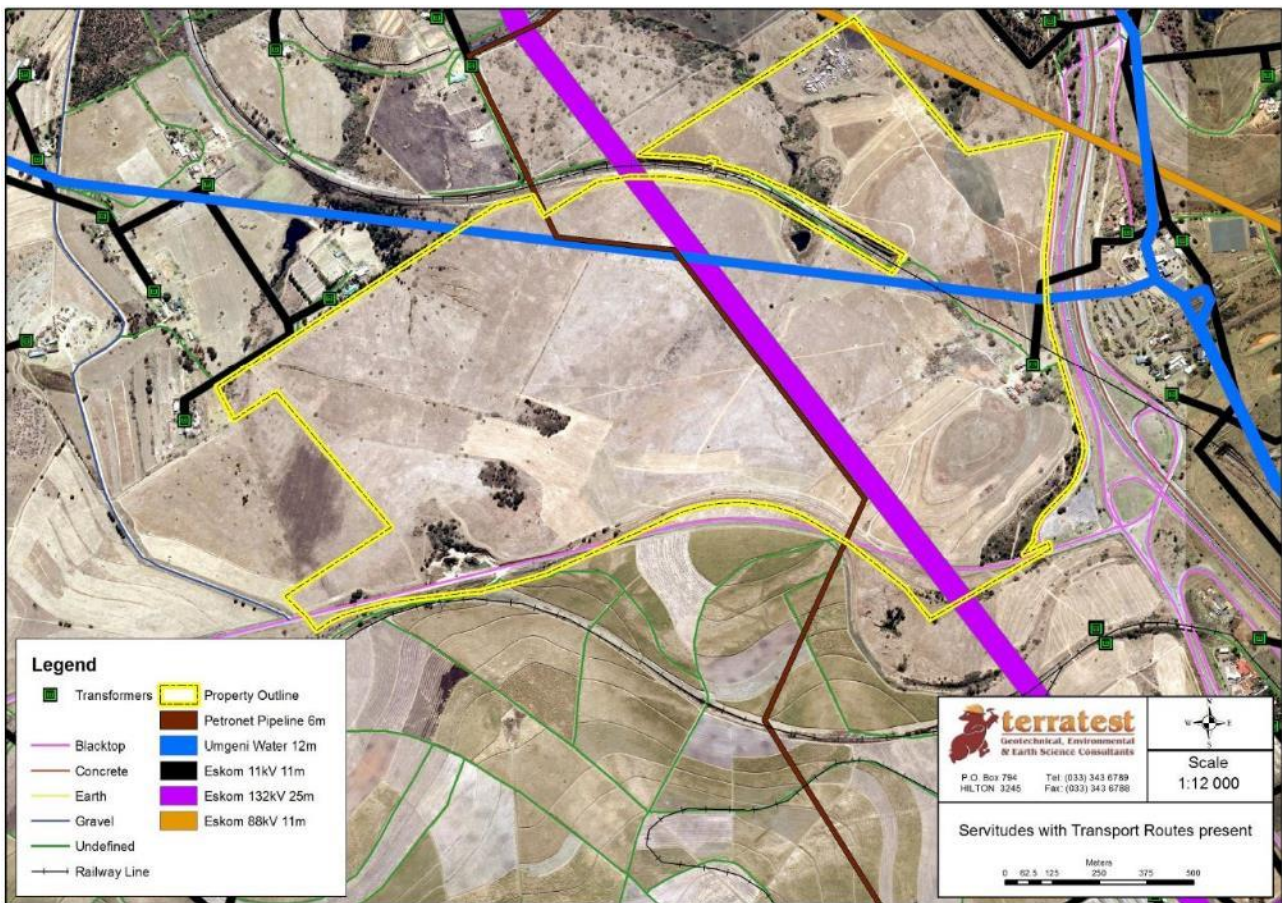 Legend
Transformers
Blacktop
Concrete
Earth
Gravel
Undefined
Railway Line
Property Outline
Petronet Pipeline 6m
Umgeni Water 12m
Eskom 11kV 11m
Eskom 132kV 25m
Eskom 88kV 11m
terratest
Geotechnical, Environmental
& Earth Science Consultants
P.O. Box 794 Tel: (033) 343 6789
HILTON 3245 Fax: (033) 343 6788
N
W E
S
Scale
1:12 000
Servitudes with Transport Routes present
Meters
0 62.5 125 250 375 500